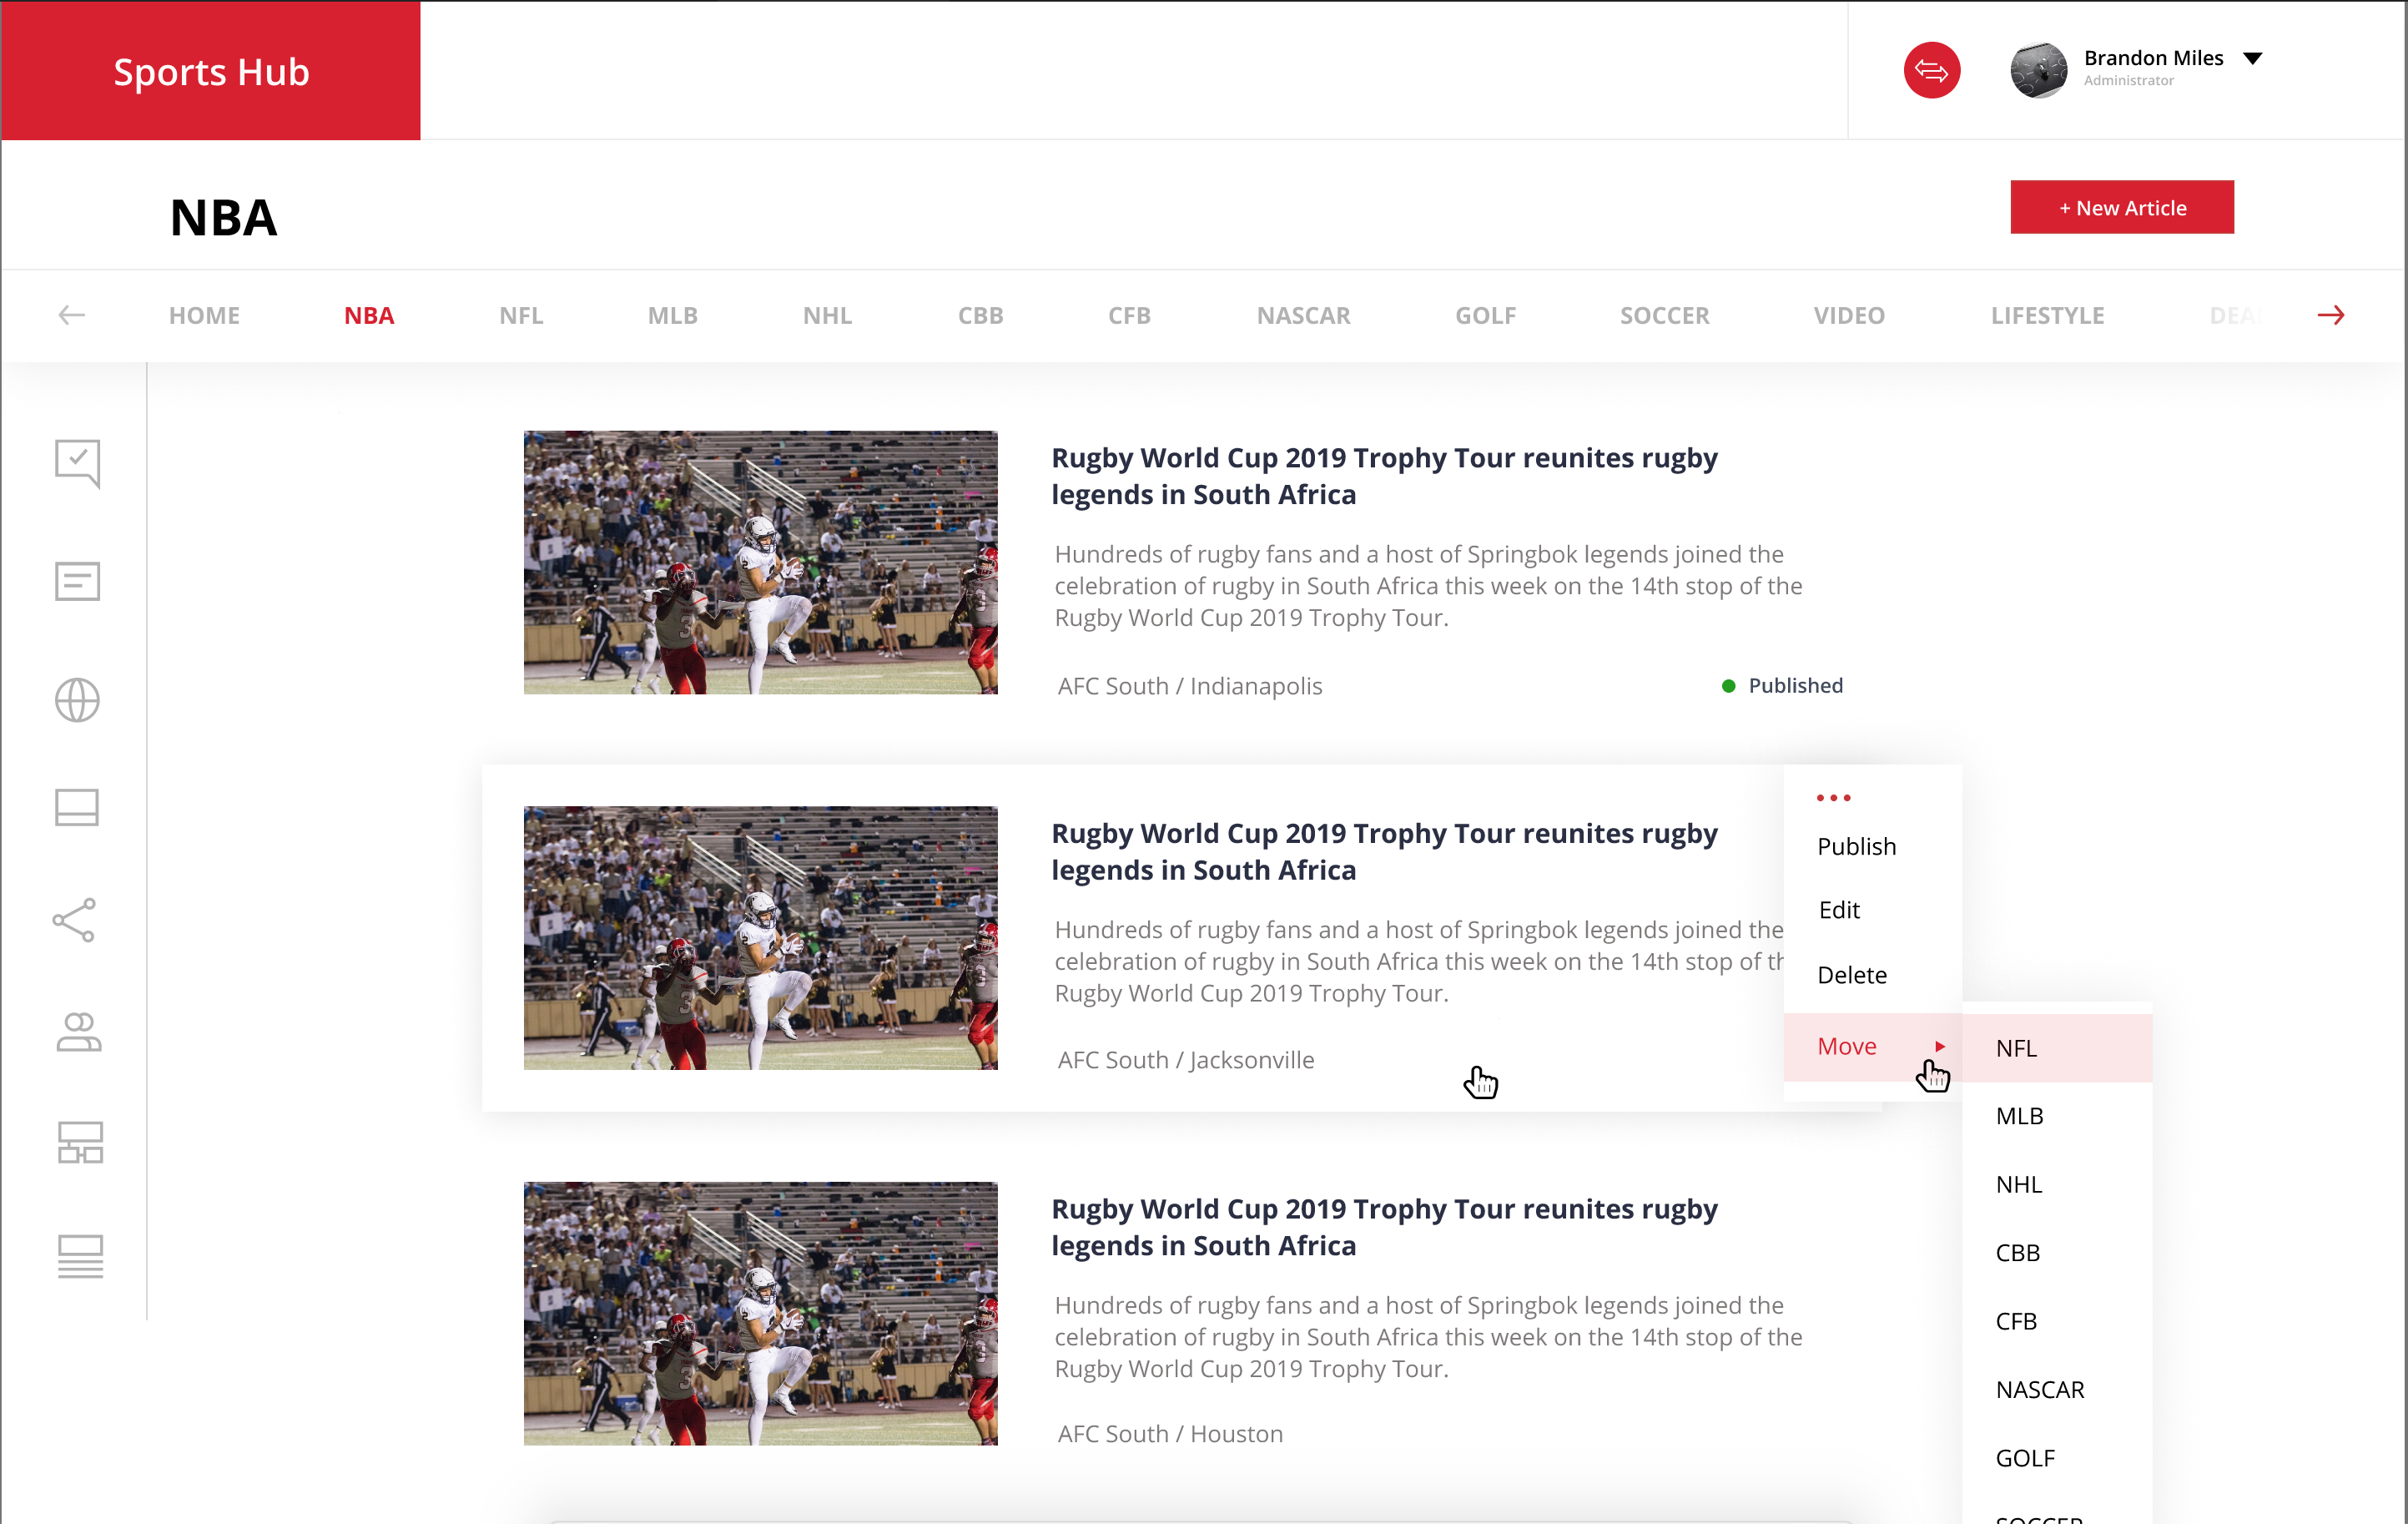 Sports Hub
Brandon Miles
Administrator
NBA
+ New Article
HOME NBA NFL MLB NHL CBB CFB NASCAR GOLF SOCCER VIDEO LIFESTYLE
Rugby World Cup 2019 Trophy Tour reunites rugby
legends in South Africa
Hundreds of rugby fans and a host of Springbok legends joined the
celebration of rugby in South Africa this week on the 14th stop of the
Rugby World Cup 2019 Trophy Tour.
AFC South / Indianapolis
Published
Rugby World Cup 2019 Trophy Tour reunites rugby
legends in South Africa
Hundreds of rugby fans and a host of Springbok legends joined the
celebration of rugby in South Africa this week on the 14th stop of
Rugby World Cup 2019 Trophy Tour.
AFC South / Jacksonville
Publish
Edit
Delete
Move
NFL
MLB
NHL
CBB
CFB
NASCAR
GOLF
SOCCER
Rugby World Cup 2019 Trophy Tour reunites rugby
legends in South Africa
Hundreds of rugby fans and a host of Springbok legends joined the
celebration of rugby in South Africa this week on the 14th stop of the
Rugby World Cup 2019 Trophy Tour.
AFC South / Houston